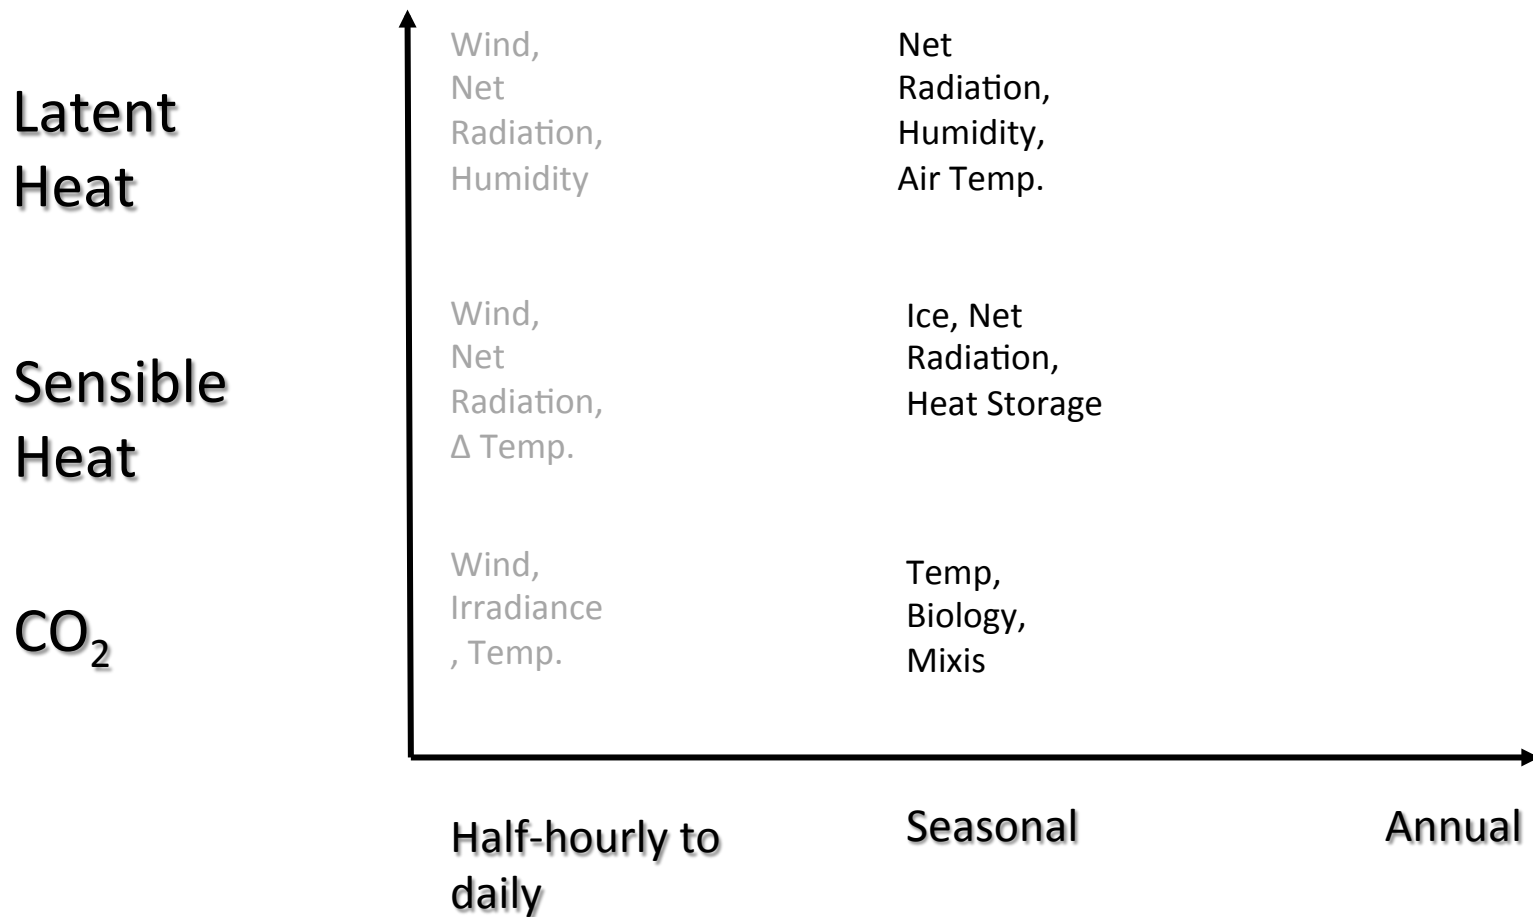 Latent
Heat
Wind,
Net
Radiation,
Humidity
Net
Radiation,
Humidity,
Air Temp.
Sensible
Heat
Wind,
Net
Radiation,
Δ Temp.
Ice, Net
Radiation,
Heat Storage
CO₂
Wind,
Irradiance
, Temp.
Temp,
Biology,
Mixis
Half-hourly to
daily
Seasonal
Annual